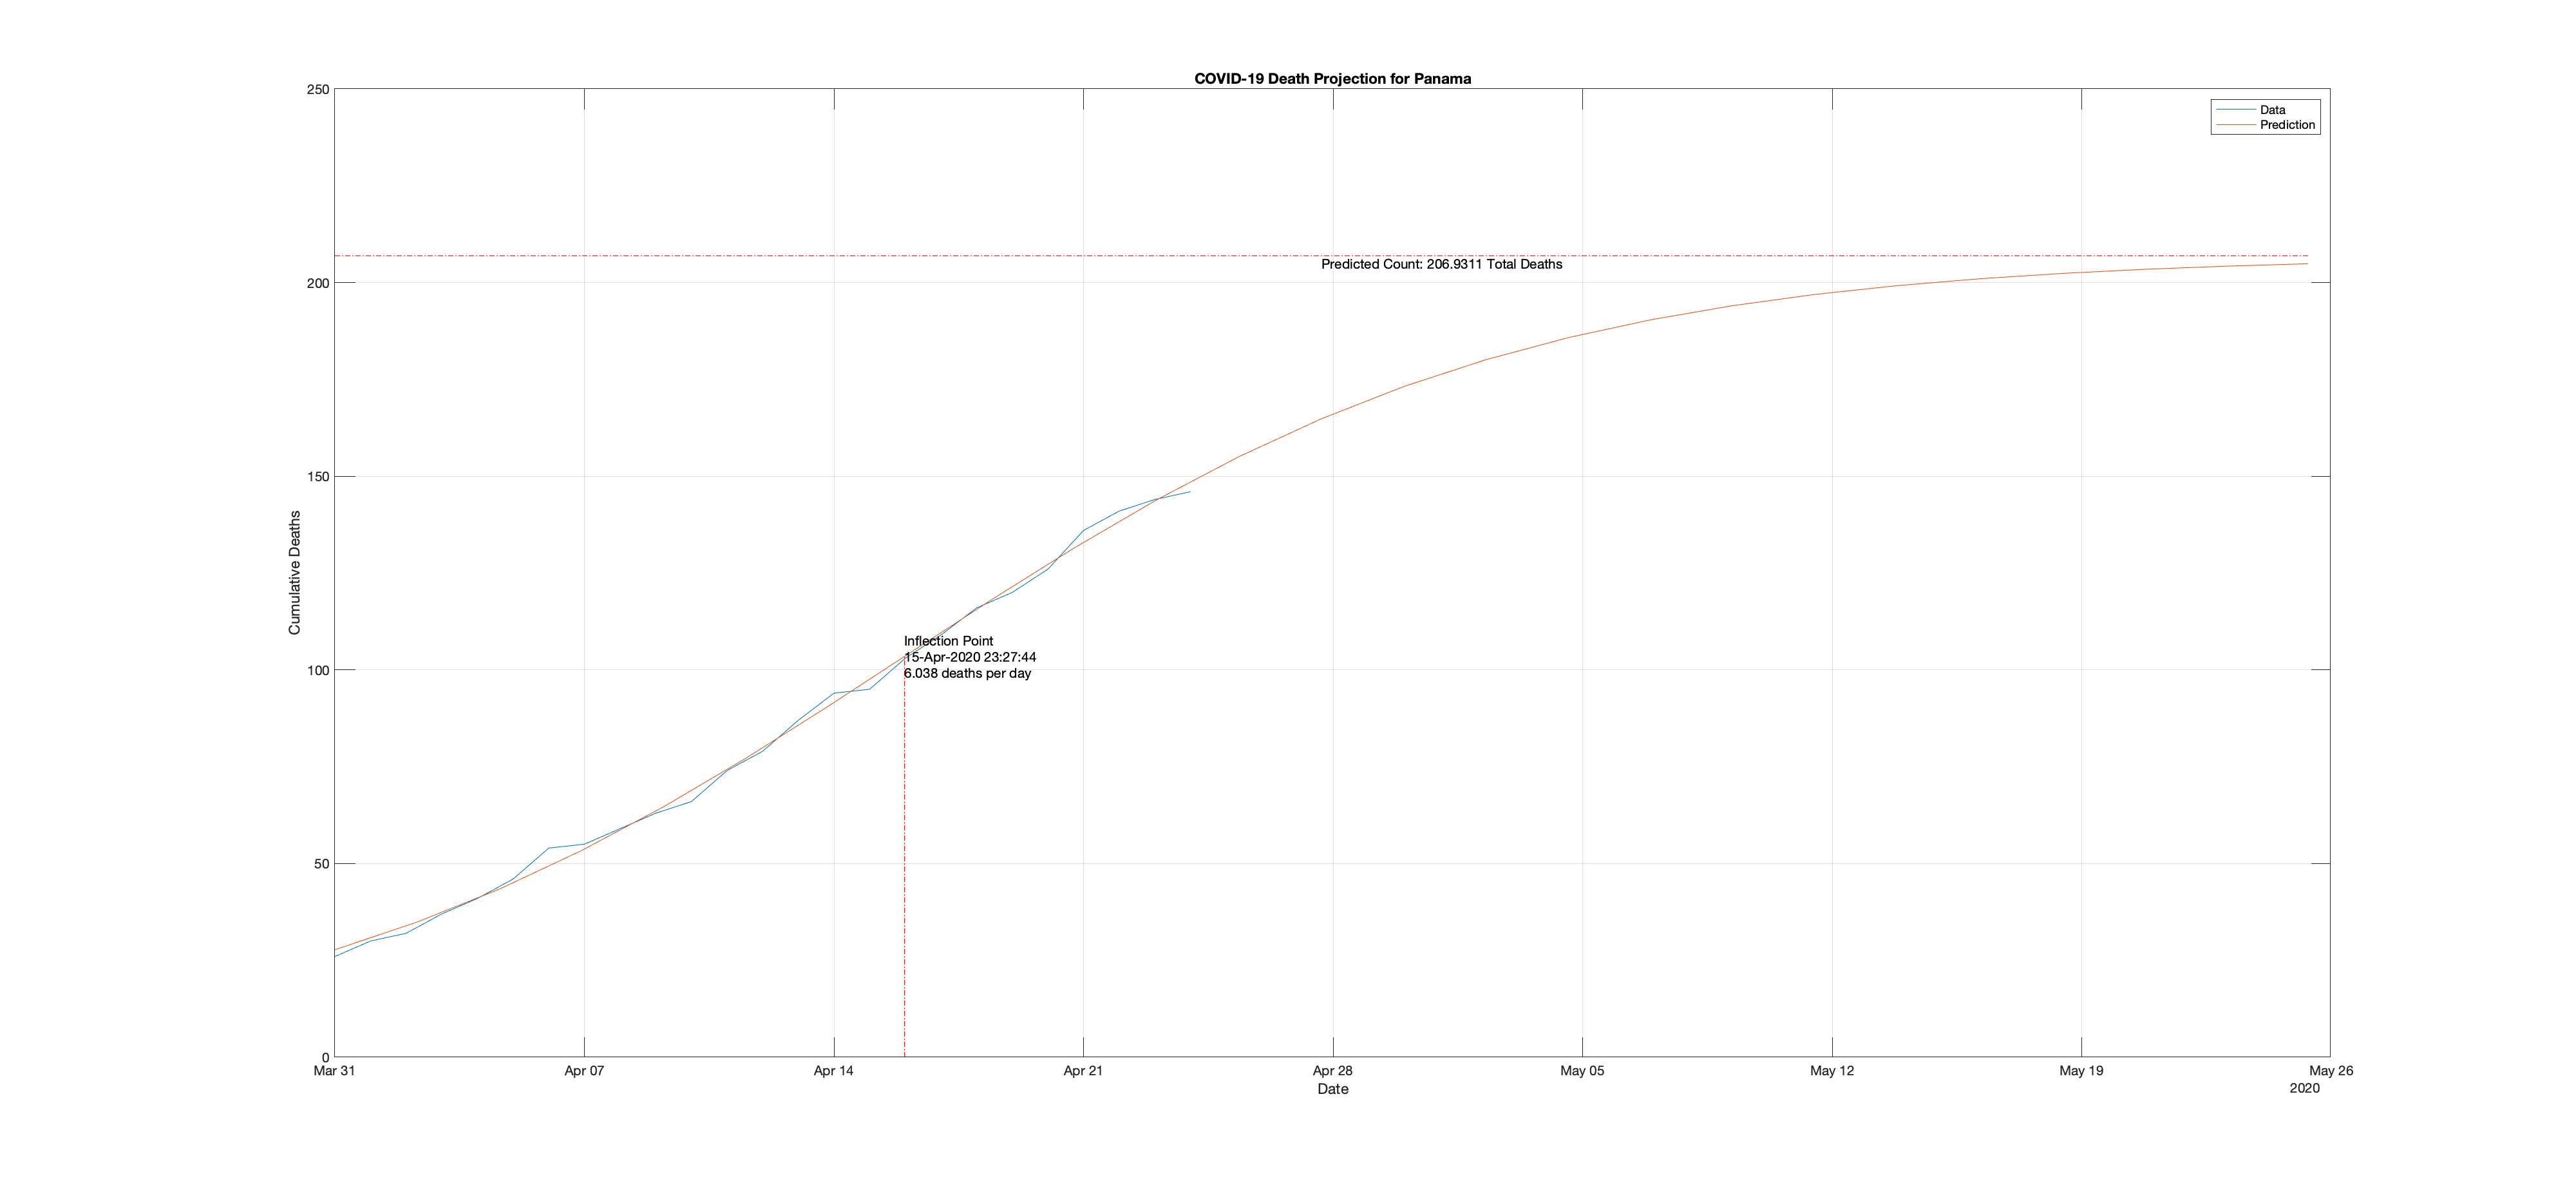 COVID-19 Death Projection for Panama
250
200
150
100
50
0
Cumulative Deaths
Data
Prediction
Predicted Count: 206.9311 Total Deaths
Inflection Point
15-Apr-2020 23:27:44
6.038 deaths per day
Mar 31 Apr 07 Apr 14 Apr 21 Apr 28 May 05 May 12 May 19 May 26
Date
2020